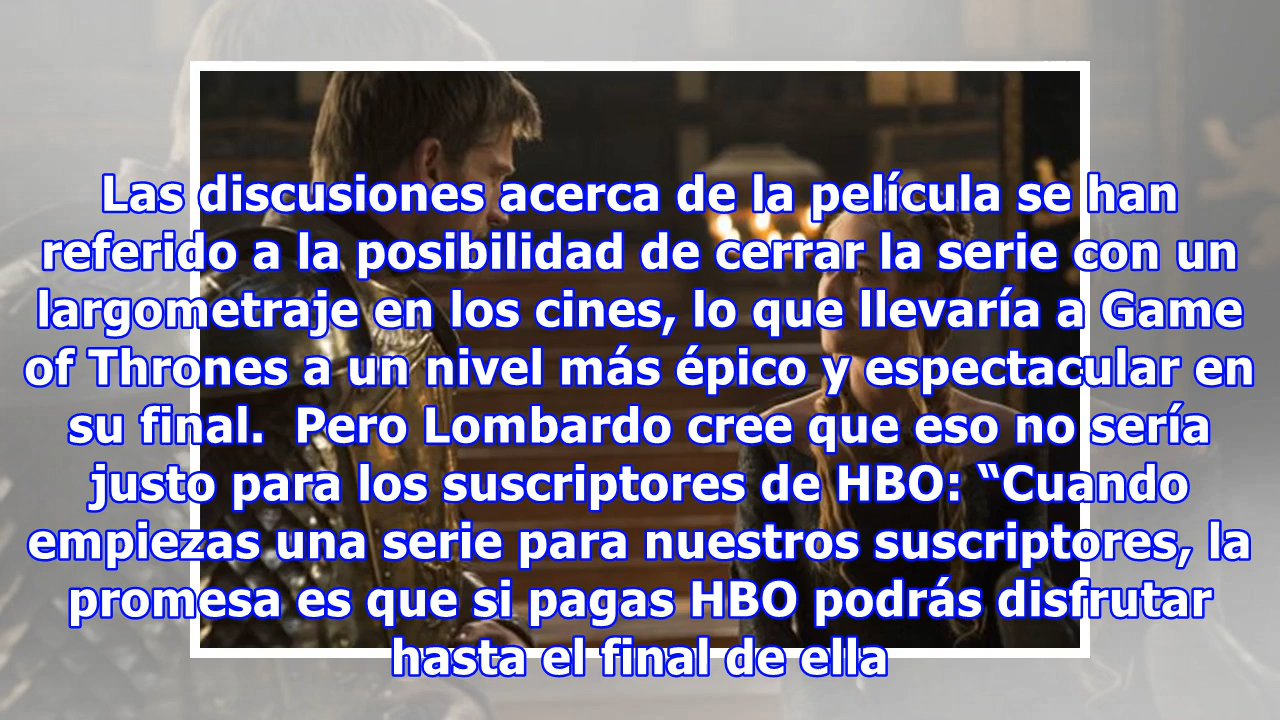 Las discusiones acerca de la película se han
referido a la posibilidad de cerrar la serie con un
largometraje en los cines, lo que llevaría a Game
of Thrones a un nivel más épico y espectacular en
su final.  Pero Lombardo cree que eso no sería
justo para los suscriptores de HBO: “Cuando
empiezas una serie para nuestros suscriptores, la
promesa es que si pagas HBO podrás disfrutar
hasta el final de ella